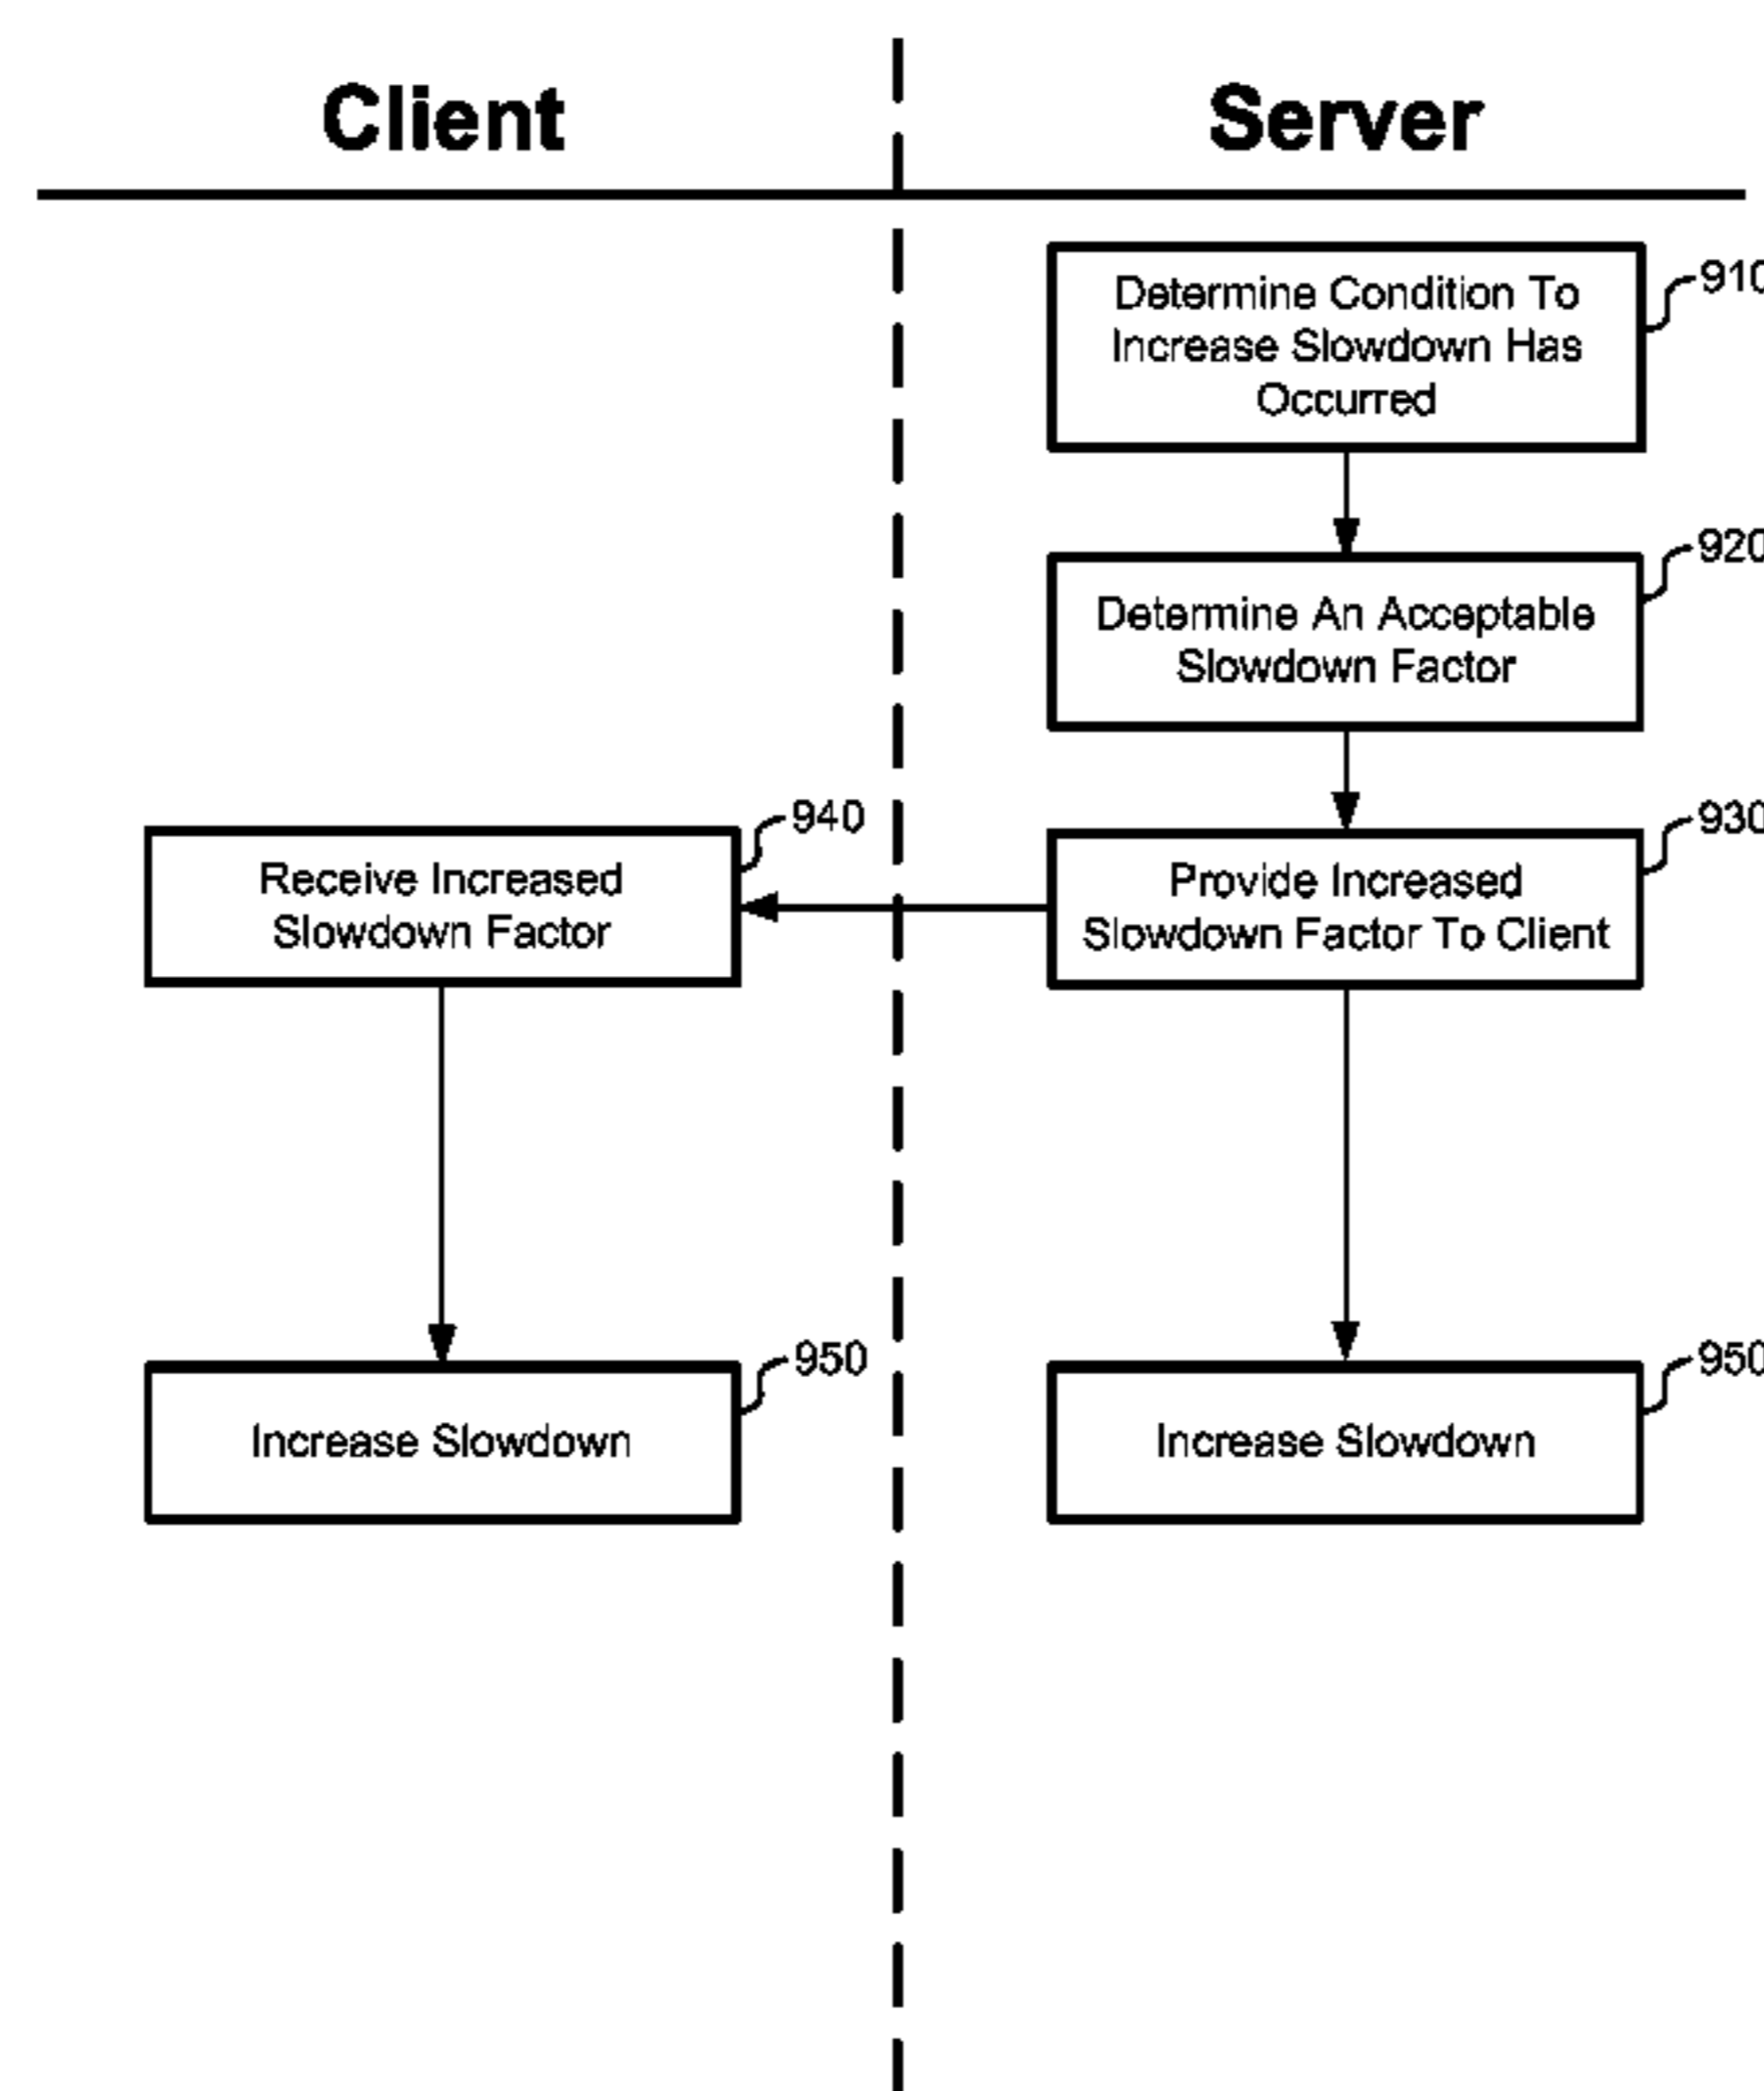 Client
Server
Determine Condition To
Increase Slowdown Has
Occurred
910
Determine An Acceptable
Slowdown Factor
920
Receive Increased
Slowdown Factor
940
Provide Increased
Slowdown Factor To Client
930
Increase Slowdown
950
Increase Slowdown
950